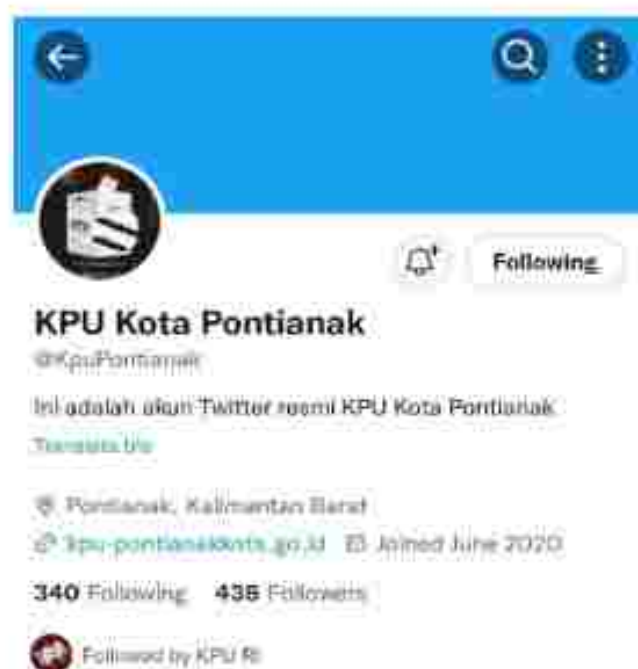 Following
KPU Kota Pontianak
@KpuPontianak
Ini adalah akun Twitter resmi KPU Kota Pontianak
Translate bio
Pontianak, Kalimantan Barat
kpu-pontianakkota.go.id Joined June 2020
340 Following 435 Followers
Followed by KPU RI